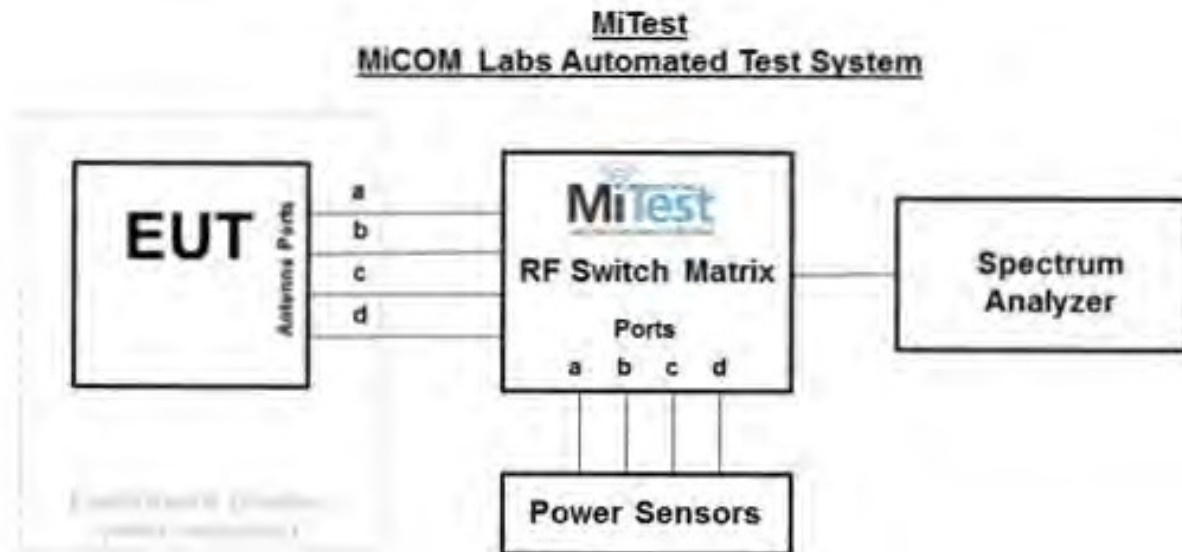 MiTest
MiCOM Labs Automated Test System
EUT
Antenna Ports
a
b
c
d
MiTest
RF Switch Matrix
Ports
a b c d
Spectrum
Analyzer
Power Sensors